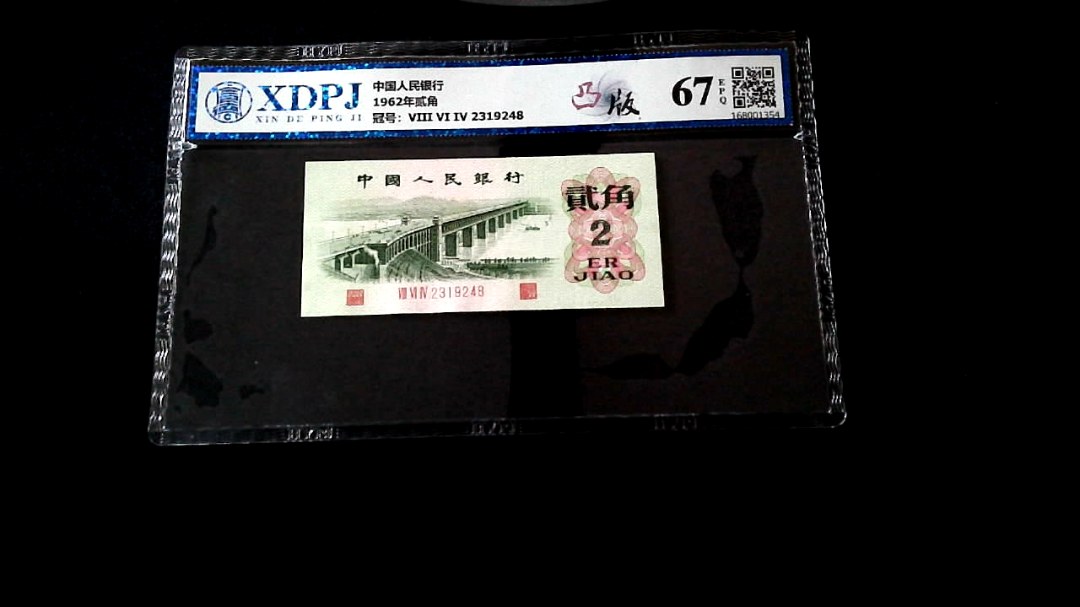 XDPJ
XIN DE PING JI
中国人民银行
1962年贰角
冠号：VIII VI IV 2319248
凸版
67
EPQ
168001354
中國人民銀行
貳角
2
ER
JIAO
VIII VI IV 2319248